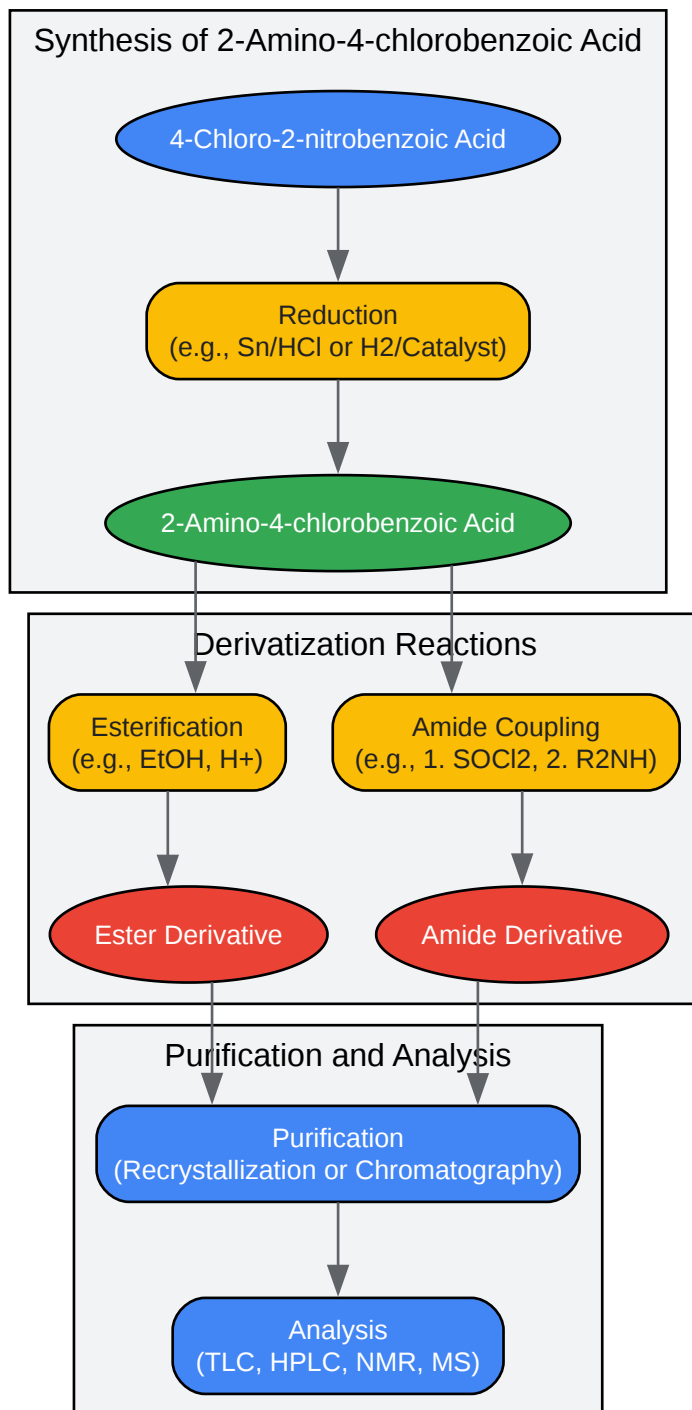 Synthesis of 2-Amino-4-chlorobenzoic Acid
4-Chloro-2-nitrobenzoic Acid
Reduction
(e.g., Sn/HCl or H2/Catalyst)
2-Amino-4-chlorobenzoic Acid
Derivatization Reactions
Esterification
(e.g., EtOH, H+)
Amide Coupling
(e.g., 1. SOCl2, 2. R2NH)
Ester Derivative
Amide Derivative
Purification and Analysis
Purification
(Recrystallization or Chromatography)
Analysis
(TLC, HPLC, NMR, MS)